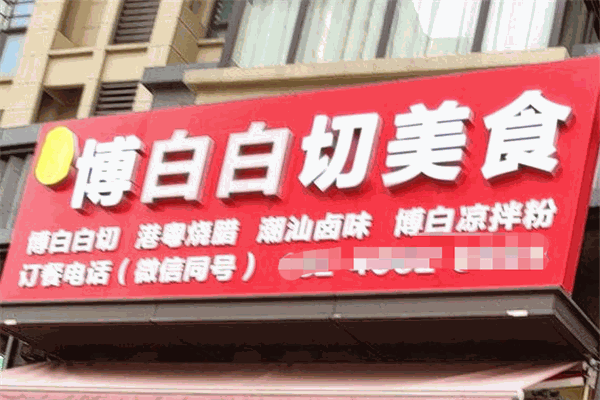 博白白切美食
博白白切 港粤烧腊 潮汕卤味 博白凉拌粉
订餐电话(微信同号)